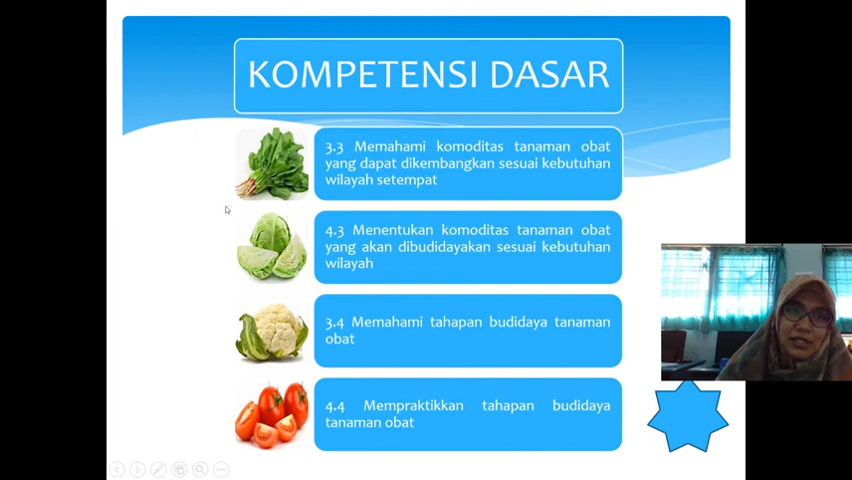 KOMPETENSI DASAR
3.3 Memahami komoditas tanaman obat
yang dapat dikembangkan sesuai kebutuhan
wilayah setempat
4.3 Menentukan komoditas tanaman obat
yang akan dibudidayakan sesuai kebutuhan
wilayah
3.4 Memahami tahapan budidaya tanaman
obat
4.4 Mempraktikkan tahapan budidaya
tanaman obat